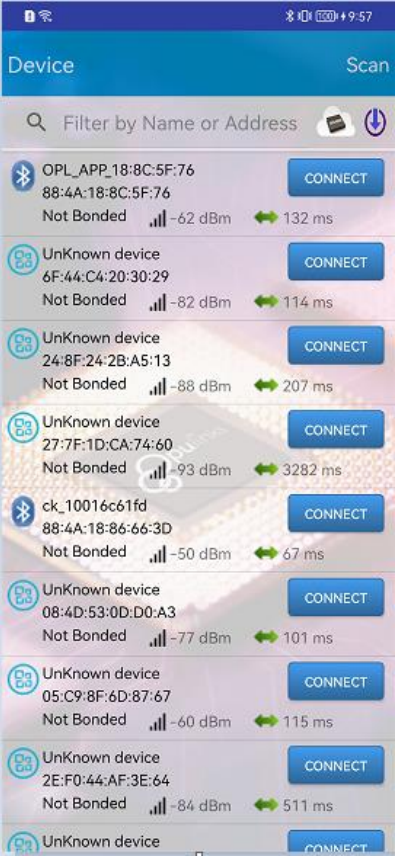 9:57
Device Scan
Filter by Name or Address
OPL_APP_18:8C:5F:76
88:4A:18:8C:5F:76
CONNECT
Not Bonded -62 dBm 132 ms
UnKnown device
6F:44:C4:20:30:29
CONNECT
Not Bonded -82 dBm 114 ms
UnKnown device
24:8F:24:2B:A5:13
CONNECT
Not Bonded -88 dBm 207 ms
UnKnown device
27:7F:1D:CA:74:60
CONNECT
Not Bonded -93 dBm 3282 ms
ck_10016c61fd
88:4A:18:86:66:3D
CONNECT
Not Bonded -50 dBm 67 ms
UnKnown device
08:4D:53:0D:D0:A3
CONNECT
Not Bonded -77 dBm 101 ms
UnKnown device
05:C9:8F:6D:87:67
CONNECT
Not Bonded -60 dBm 115 ms
UnKnown device
2E:F0:44:AF:3E:64
CONNECT
Not Bonded -84 dBm 511 ms
UnKnown device
CONNECT